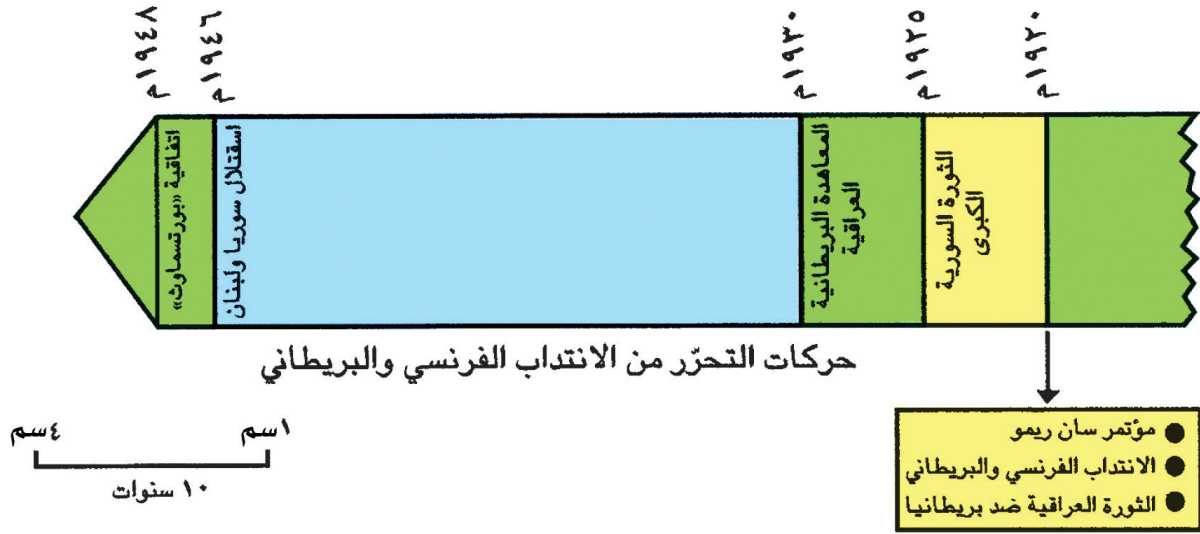 ١٩٢٠م
١٩٢٥م
١٩٣٠م
١٩٤٦م
١٩٤٨م
الثورة السورية
الكبرى
المعاهدة البريطانية
العراقية
اسقتلال سوريا ولبنان
اتفاقية «بورتسماوث»
حركات التحرّر من الانتداب الفرنسي والبريطاني
مؤتمر سان ريمو
الانتداب الفرنسي والبريطاني
الثورة العراقية ضد بريطانيا
١سم
٤سم
١٠ سنوات